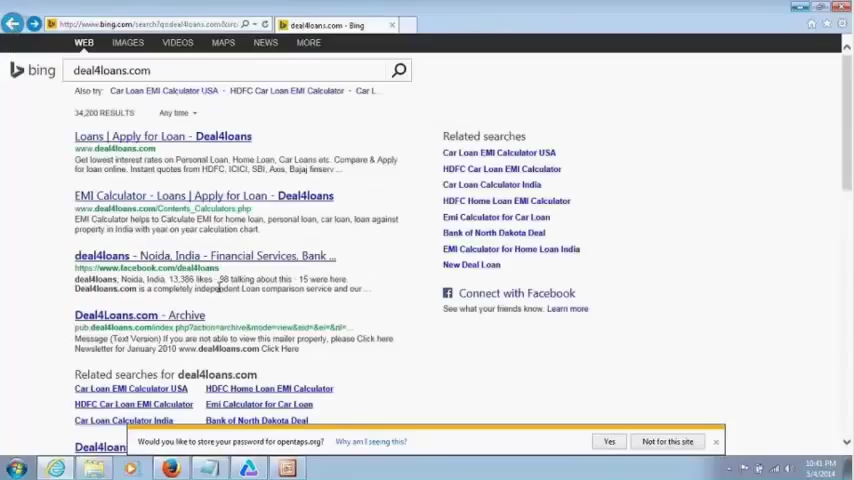 http://www.bing.com/search?q=deal4loans.com
deal4loans.com - Bing
WEB IMAGES VIDEOS MAPS NEWS MORE
bing deal4loans.com
Also try: Car Loan EMI Calculator USA · HDFC Car Loan EMI Calculator · Car L...
34,200 RESULTS Any time
Loans | Apply for Loan - Deal4loans
www.deal4loans.com
Get lowest interest rates on Personal Loan, Home Loan, Car Loans etc. Compare & Apply
for loan online. Instant quotes from HDFC, ICICI, SBI, Axis, Bajaj finserv ...
EMI Calculator - Loans | Apply for Loan - Deal4loans
www.deal4loans.com/Contents_Calculators.php
EMI Calculator helps to Calculate EMI for home loan, personal loan, car loan, loan against
property in India with year on year calculation chart.
deal4loans - Noida, India - Financial Services, Bank ...
https://www.facebook.com/deal4loans
deal4loans, Noida, India. 13,386 likes · 98 talking about this · 15 were here.
Deal4loans.com is a completely independent Loan comparison service and our ...
Deal4Loans.com - Archive
pub.deal4loans.com/index.php?action=archive&mode=view&eid=&ei=&nl=...
Message (Text Version) If you are not able to view this mailer properly, please Click here
Newsletter for January 2010 www.deal4loans.com Click Here
Related searches for deal4loans.com
Car Loan EMI Calculator USA HDFC Home Loan EMI Calculator
HDFC Car Loan EMI Calculator Emi Calculator for Car Loan
Car Loan Calculator India Bank of North Dakota Deal
Related searches
Car Loan EMI Calculator USA
HDFC Car Loan EMI Calculator
Car Loan Calculator India
HDFC Home Loan EMI Calculator
Emi Calculator for Car Loan
Bank of North Dakota Deal
EMI Calculator for Home Loan India
New Deal Loan
Connect with Facebook
See what your friends know. Learn more
Would you like to store your password for opentaps.org? Why am I seeing this? Yes Not for this site
10:41 PM
5/4/2014